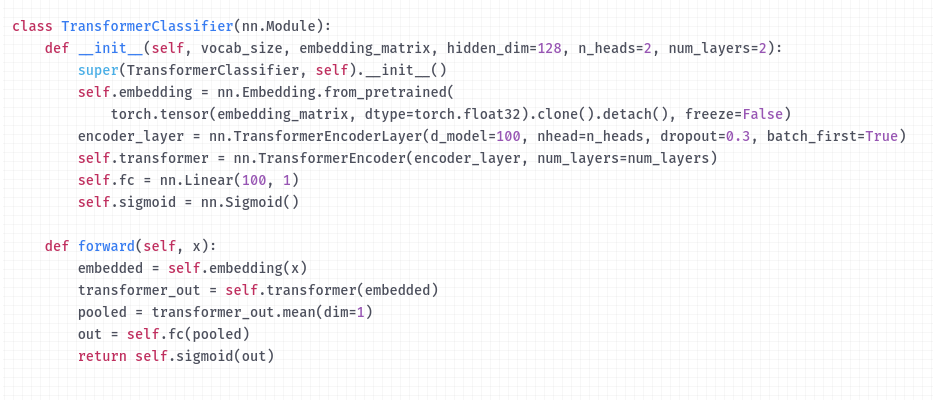 class TransformerClassifier(nn.Module):
    def __init__(self, vocab_size, embedding_matrix, hidden_dim=128, n_heads=2, num_layers=2):
        super(TransformerClassifier, self).__init__()
        self.embedding = nn.Embedding.from_pretrained(
            torch.tensor(embedding_matrix, dtype=torch.float32).clone().detach(), freeze=False)
        encoder_layer = nn.TransformerEncoderLayer(d_model=100, nhead=n_heads, dropout=0.3, batch_first=True)
        self.transformer = nn.TransformerEncoder(encoder_layer, num_layers=num_layers)
        self.fc = nn.Linear(100, 1)
        self.sigmoid = nn.Sigmoid()

    def forward(self, x):
        embedded = self.embedding(x)
        transformer_out = self.transformer(embedded)
        pooled = transformer_out.mean(dim=1)
        out = self.fc(pooled)
        return self.sigmoid(out)